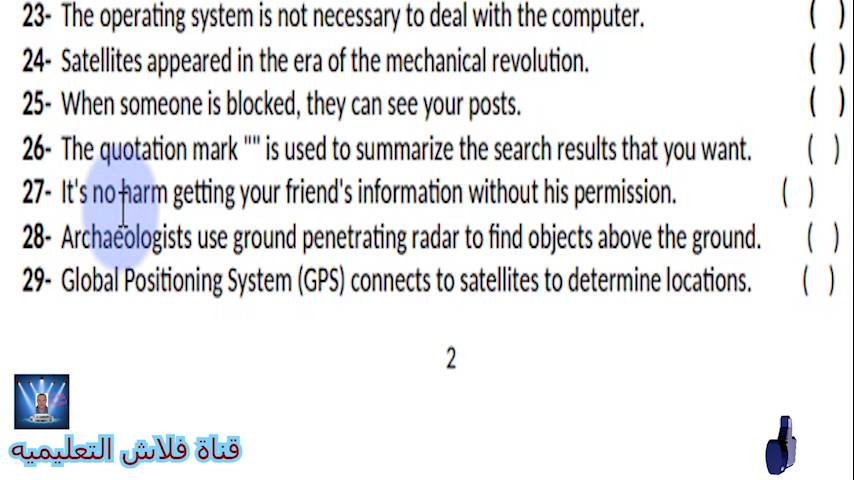 23- The operating system is not necessary to deal with the computer. ( )
24- Satellites appeared in the era of the mechanical revolution. ( )
25- When someone is blocked, they can see your posts. ( )
26- The quotation mark "" is used to summarize the search results that you want. ( )
27- It's no harm getting your friend's information without his permission. ( )
28- Archaeologists use ground penetrating radar to find objects above the ground. ( )
29- Global Positioning System (GPS) connects to satellites to determine locations. ( )
2
قناة فلاش التعليميه